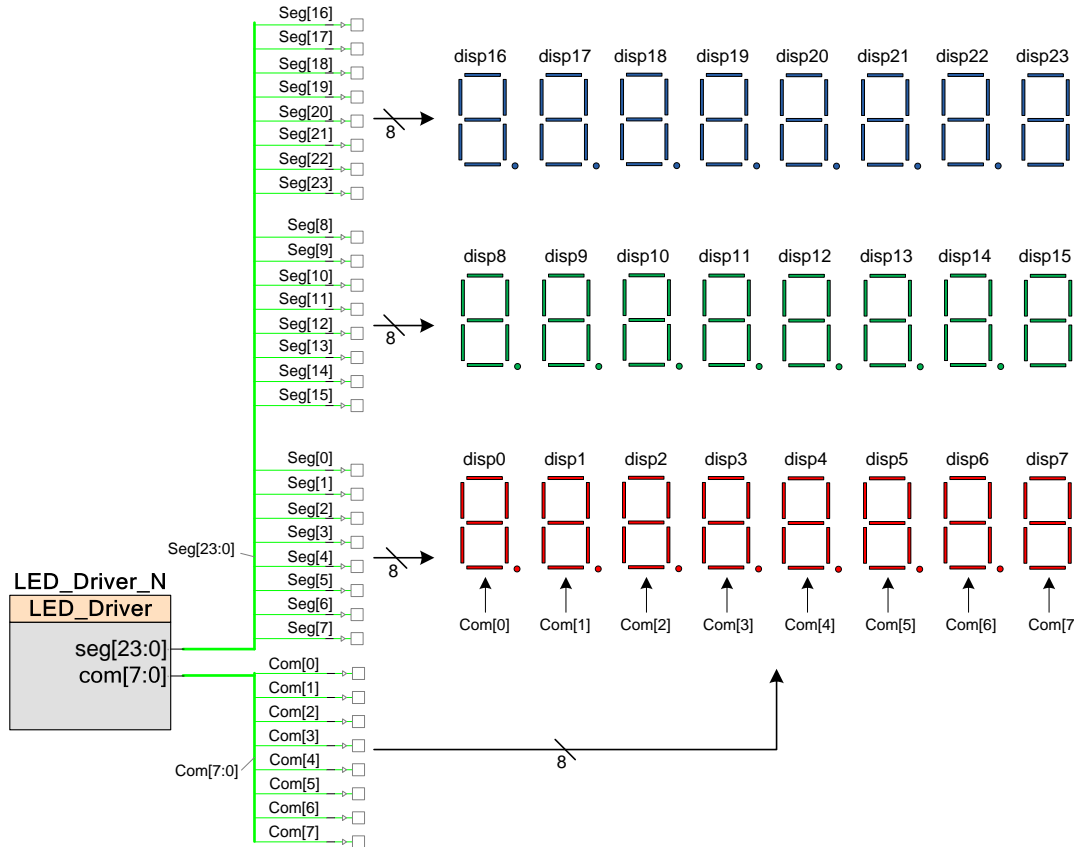 Seg[16]
Seg[17]
Seg[18]
Seg[19]
Seg[20]
Seg[21]
Seg[22]
Seg[23]
8
disp16 disp17 disp18 disp19 disp20 disp21 disp22 disp23
Seg[8]
Seg[9]
Seg[10]
Seg[11]
Seg[12]
Seg[13]
Seg[14]
Seg[15]
8
disp8 disp9 disp10 disp11 disp12 disp13 disp14 disp15
Seg[0]
Seg[1]
Seg[2]
Seg[3]
Seg[4]
Seg[5]
Seg[6]
Seg[7]
8
disp0 disp1 disp2 disp3 disp4 disp5 disp6 disp7
Com[0] Com[1] Com[2] Com[3] Com[4] Com[5] Com[6] Com[7
Seg[23:0]
LED_Driver_N
LED_Driver
seg[23:0]
com[7:0]
Com[0]
Com[1]
Com[2]
Com[3]
Com[4]
Com[5]
Com[6]
Com[7]
Com[7:0]
8